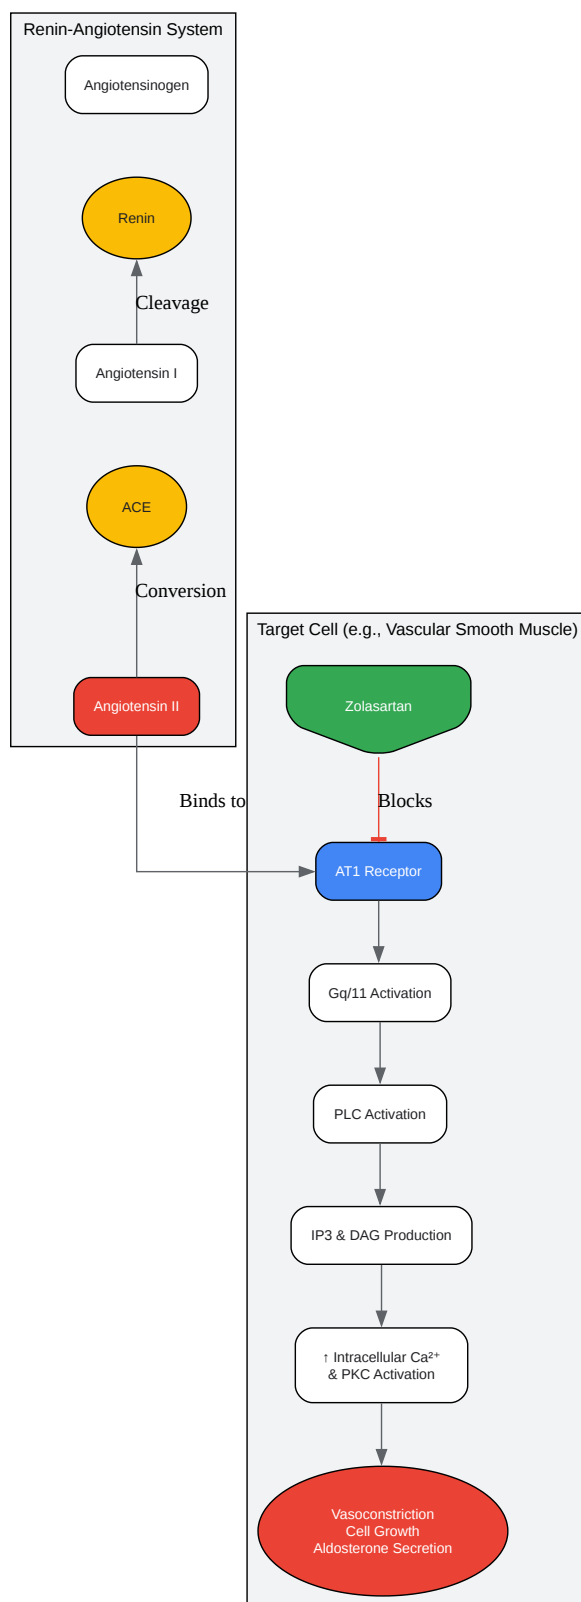 Renin-Angiotensin System
Angiotensinogen
Renin
Cleavage
Angiotensin I
ACE
Conversion
Angiotensin II
Target Cell (e.g., Vascular Smooth Muscle)
Zolasartan
Binds to
Blocks
AT1 Receptor
Gq/11 Activation
PLC Activation
IP3 & DAG Production
↑ Intracellular Ca²⁺
& PKC Activation
Vasoconstriction
Cell Growth
Aldosterone Secretion